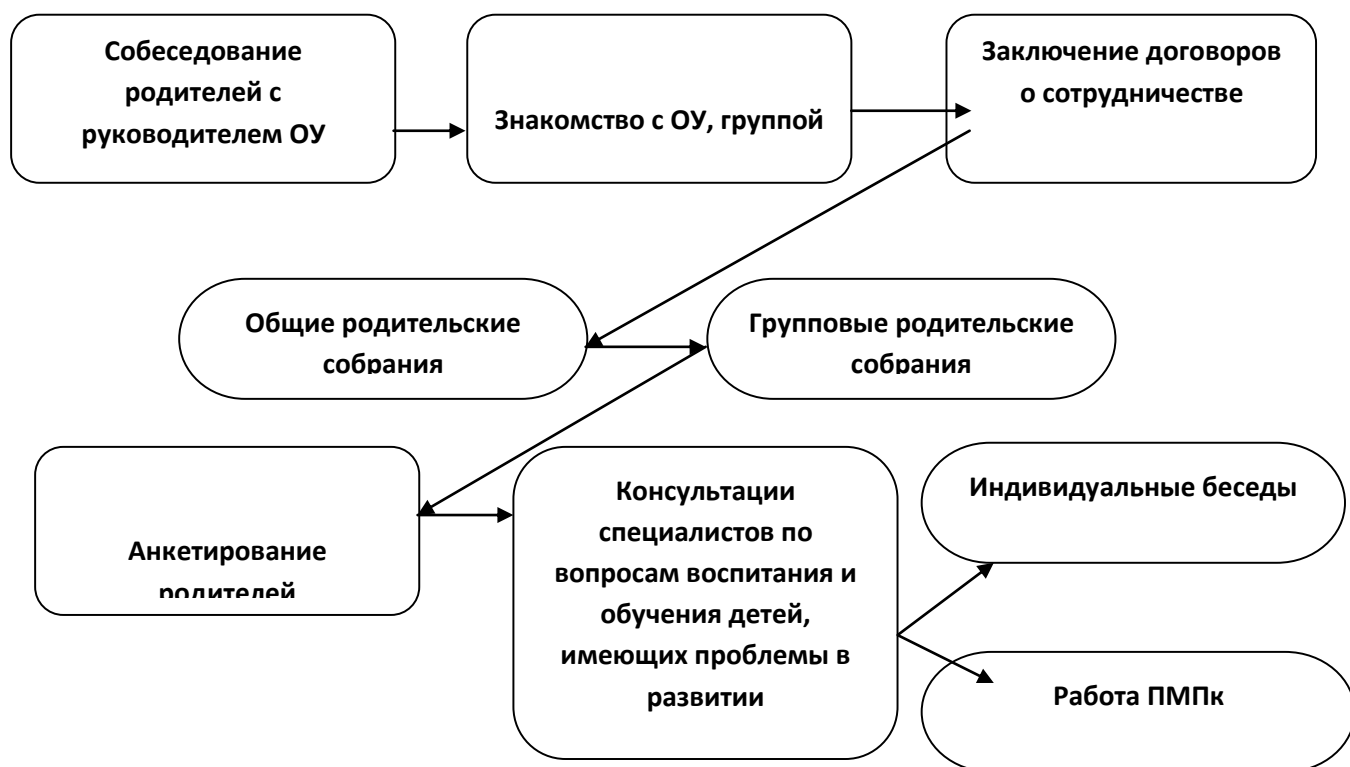 Собеседование
родителей с
руководителем ОУ
Знакомство с ОУ, группой
Заключение договоров
о сотрудничестве
Общие родительские
собрания
Групповые родительские
собрания
Анкетирование
родителей
Консультации
специалистов по
вопросам воспитания и
обучения детей,
имеющих проблемы в
развитии
Индивидуальные беседы
Работа ПМПк